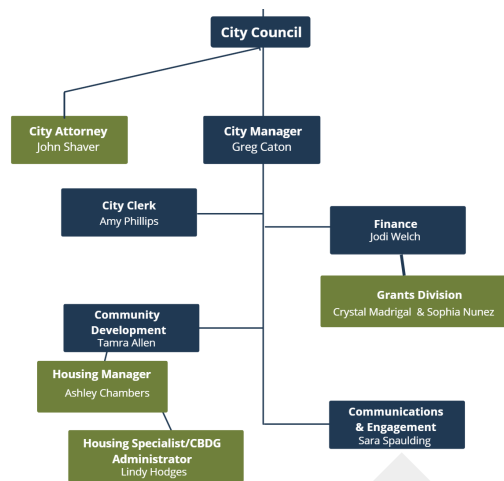 City Council
City Attorney
John Shaver
City Manager
Greg Caton
City Clerk
Amy Phillips
Finance
Jodi Welch
Grants Division
Crystal Madrigal & Sophia Nunez
Community
Development
Tamra Allen
Housing Manager
Ashley Chambers
Housing Specialist/CBDG
Administrator
Lindy Hodges
Communications
& Engagement
Sara Spaulding